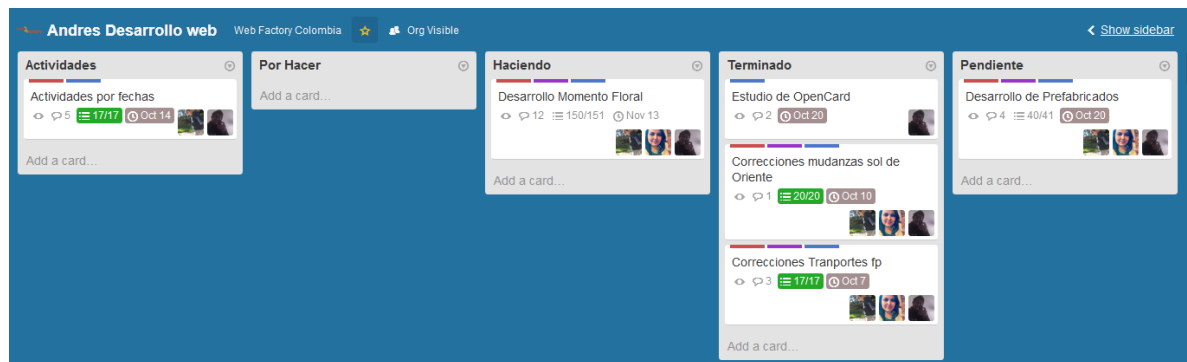 Andres Desarrollo web Web Factory Colombia Org Visible Show sidebar
Actividades
Actividades por fechas
5 17/17 Oct 14
Add a card...
Por Hacer
Add a card...
Haciendo
Desarrollo Momento Floral
12 150/151 Nov 13
Add a card...
Terminado
Estudio de OpenCard
2 Oct 20
Correcciones mudanzas sol de
Oriente
1 20/20 Oct 10
Correcciones Tranportes fp
3 17/17 Oct 7
Add a card...
Pendiente
Desarrollo de Prefabricados
4 40/41 Oct 20
Add a card...